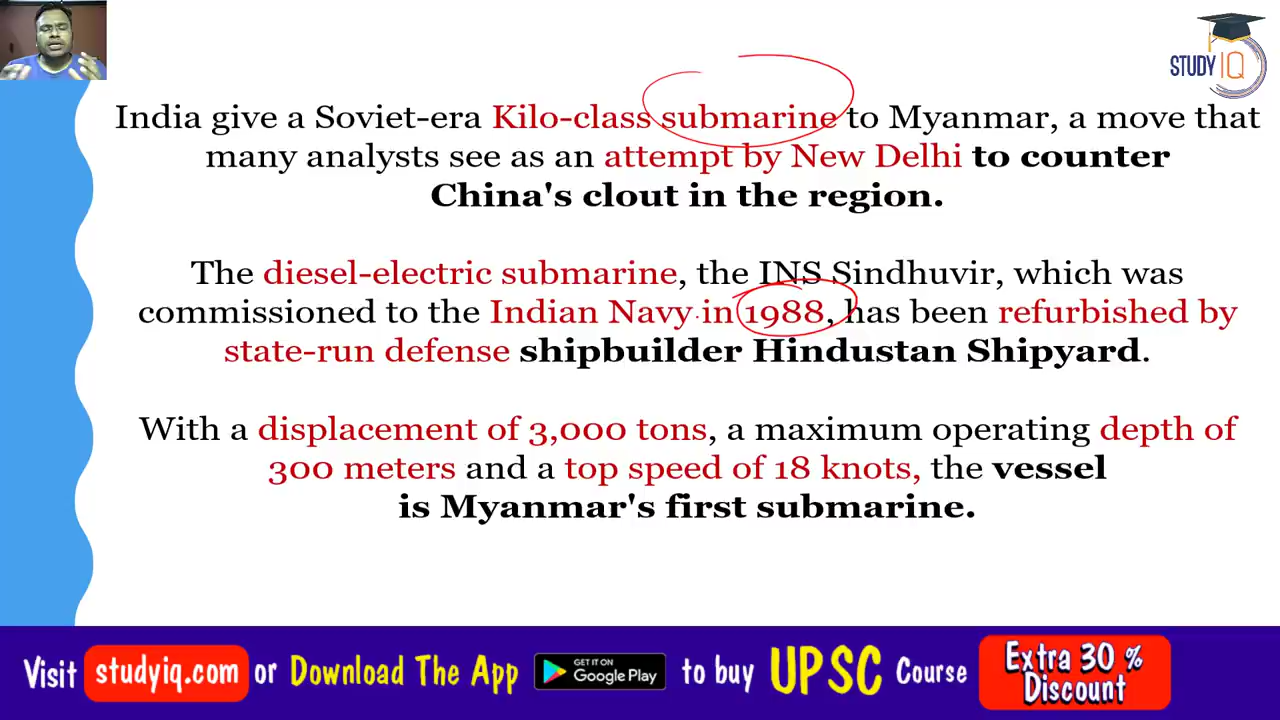 STUDY IQ
India give a Soviet-era Kilo-class submarine to Myanmar, a move that
many analysts see as an attempt by New Delhi to counter
China's clout in the region.
The diesel-electric submarine, the INS Sindhuvir, which was
commissioned to the Indian Navy in 1988, has been refurbished by
state-run defense shipbuilder Hindustan Shipyard.
With a displacement of 3,000 tons, a maximum operating depth of
300 meters and a top speed of 18 knots, the vessel
is Myanmar's first submarine.
Visit studyiq.com or Download The App GET IT ON Google Play to buy UPSC Course Extra 30 % Discount